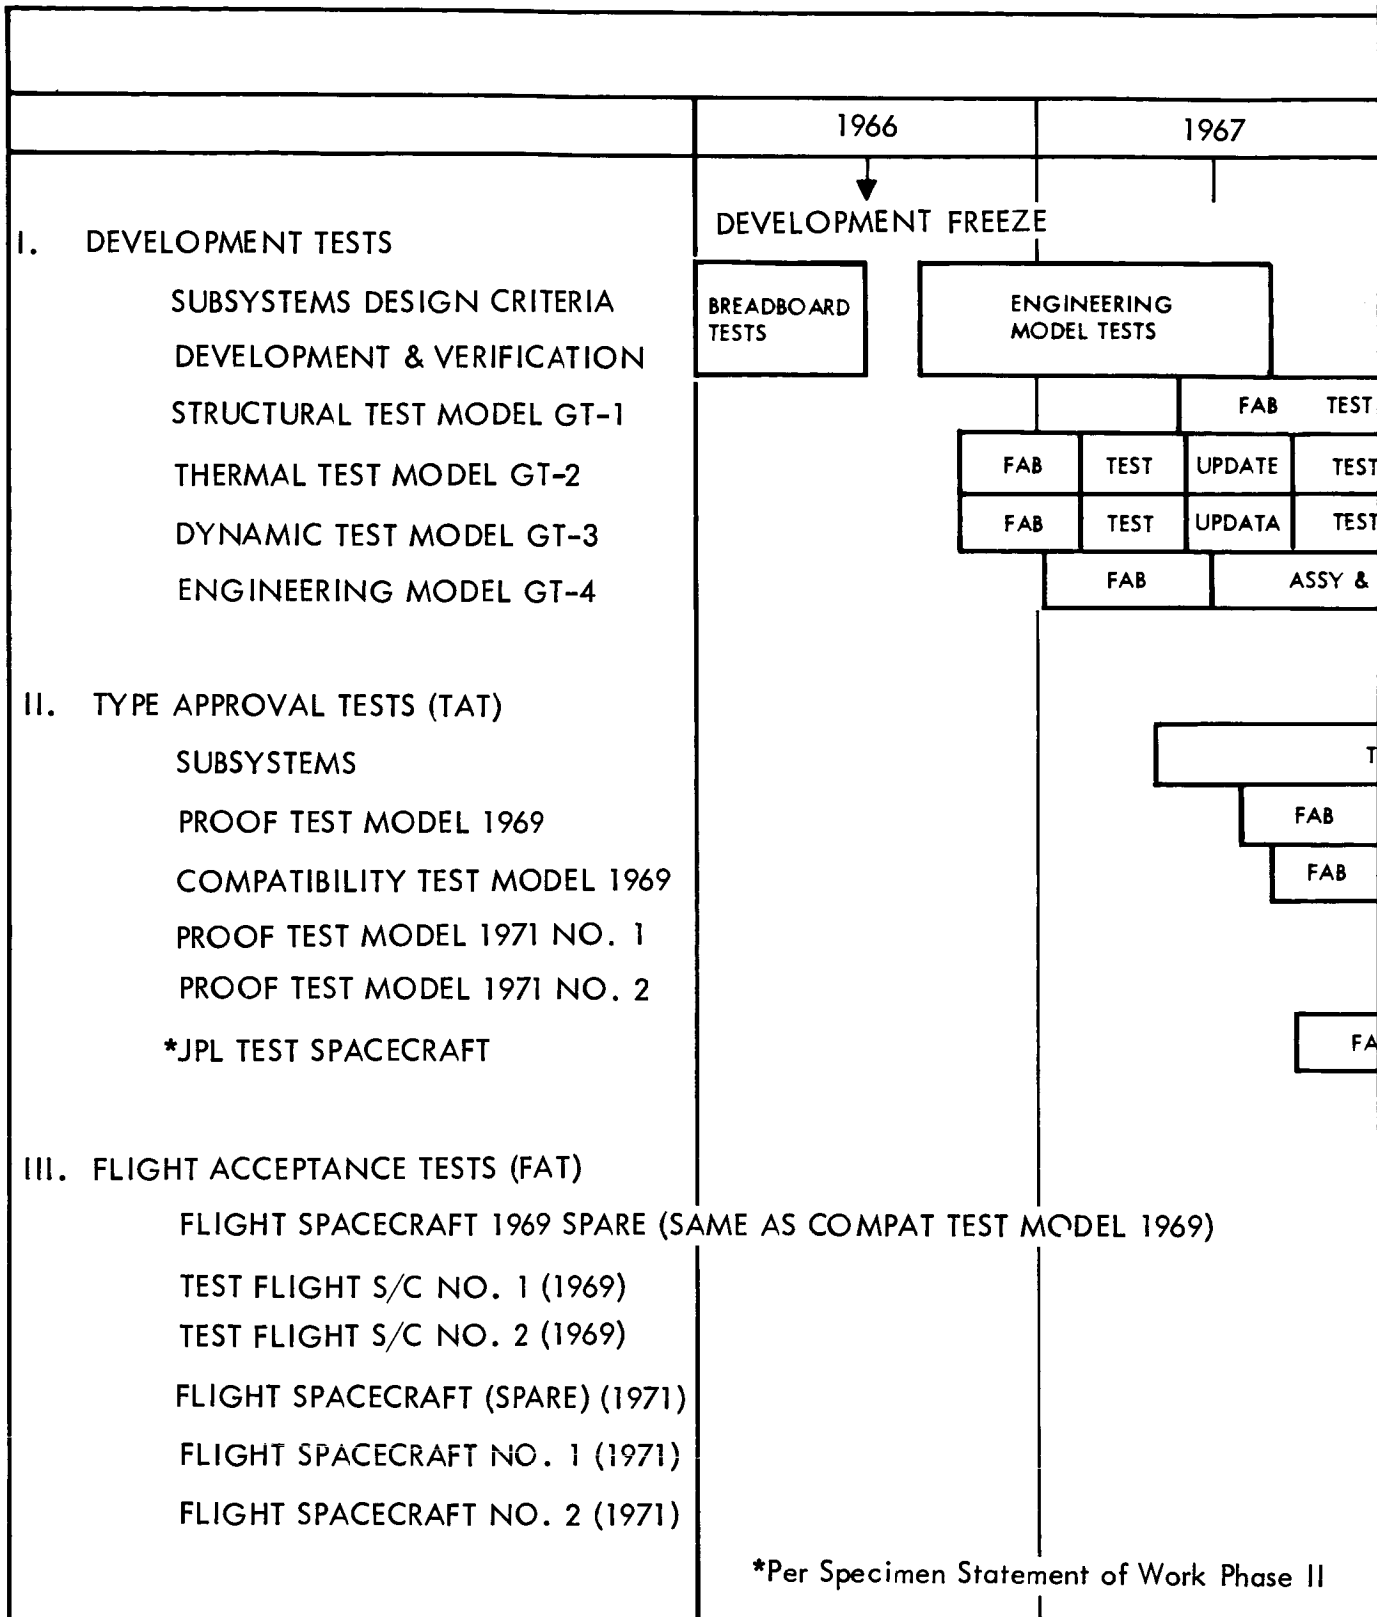 1966 1967
DEVELOPMENT FREEZE
I. DEVELOPMENT TESTS
SUBSYSTEMS DESIGN CRITERIA BREADBOARD TESTS ENGINEERING MODEL TESTS
DEVELOPMENT & VERIFICATION
STRUCTURAL TEST MODEL GT-1 FAB TEST
THERMAL TEST MODEL GT-2 FAB TEST UPDATE TEST
DYNAMIC TEST MODEL GT-3 FAB TEST UPDATA TEST
ENGINEERING MODEL GT-4 FAB ASSY &
II. TYPE APPROVAL TESTS (TAT)
SUBSYSTEMS T
PROOF TEST MODEL 1969 FAB
COMPATIBILITY TEST MODEL 1969 FAB
PROOF TEST MODEL 1971 NO. 1
PROOF TEST MODEL 1971 NO. 2
*JPL TEST SPACECRAFT FA
III. FLIGHT ACCEPTANCE TESTS (FAT)
FLIGHT SPACECRAFT 1969 SPARE (SAME AS COMPAT TEST MODEL 1969)
TEST FLIGHT S/C NO. 1 (1969)
TEST FLIGHT S/C NO. 2 (1969)
FLIGHT SPACECRAFT (SPARE) (1971)
FLIGHT SPACECRAFT NO. 1 (1971)
FLIGHT SPACECRAFT NO. 2 (1971)
*Per Specimen Statement of Work Phase II